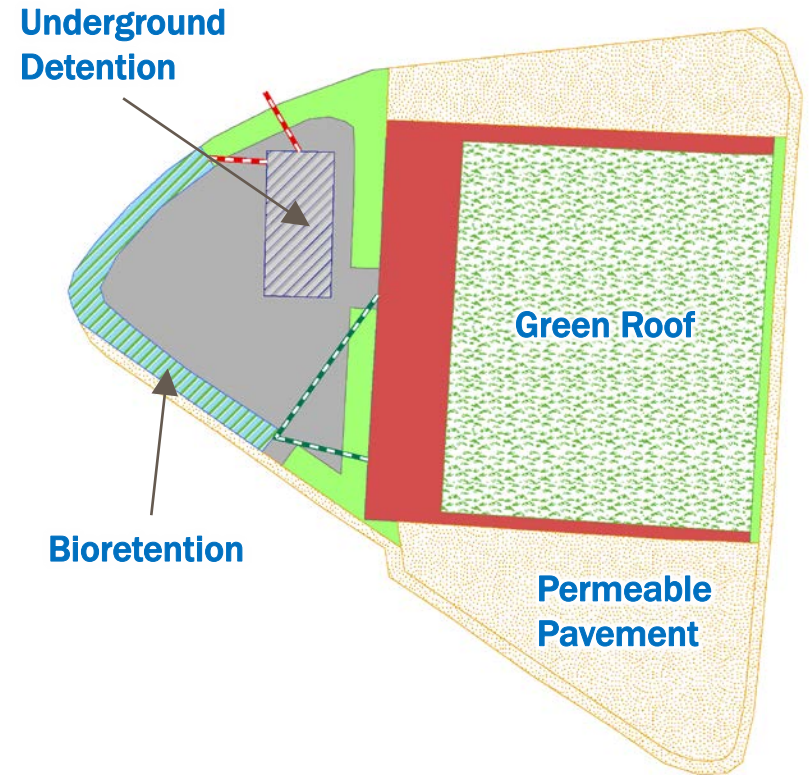 Underground
Detention
Green Roof
Bioretention
Permeable
Pavement